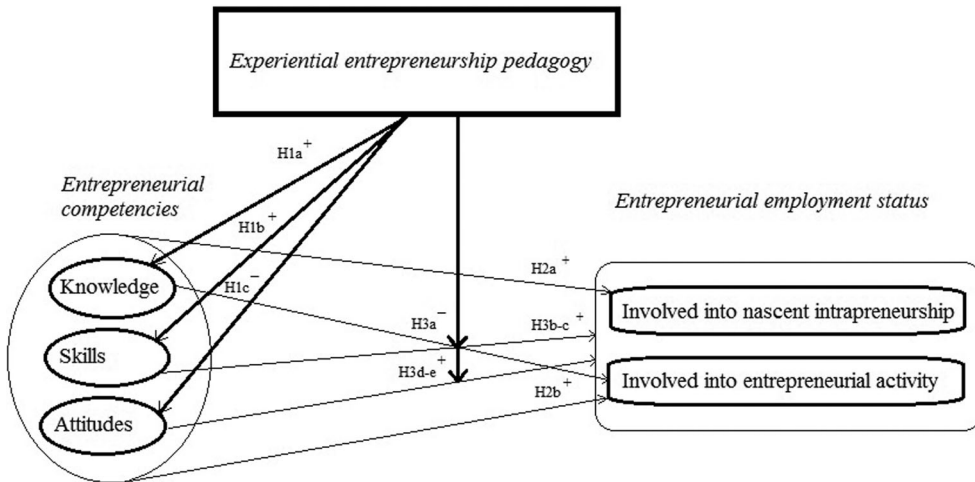 Experiential entrepreneurship pedagogy
H1a+
Entrepreneurial
competencies
H1b+
Entrepreneurial employment status
H1c-
H2a+
Knowledge
Involved into nascent intrapreneurship
H3a-
H3b-c+
Skills
H3d-e+
Involved into entrepreneurial activity
H2b+
Attitudes